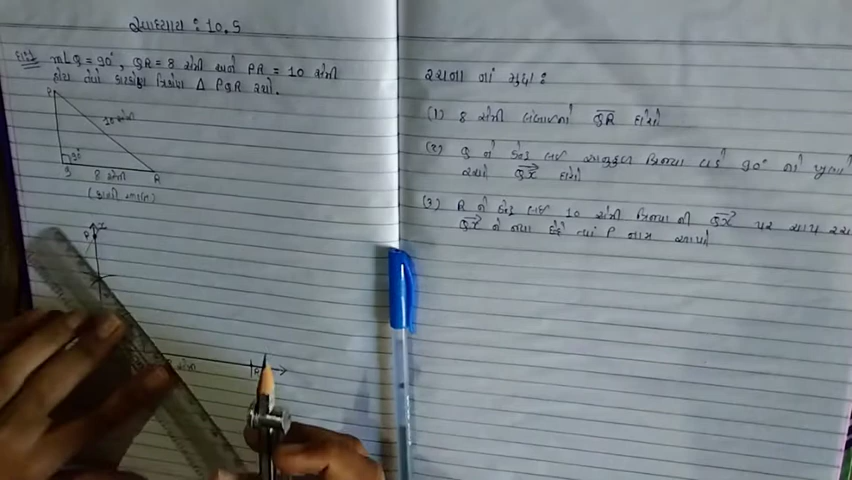 સ્વાધ્યાય : 10.5
દા:1 m∠Q = 90°, QR = 8 સેમી અને PR = 10 સેમી
હોય તેવો કાટકોણ ત્રિકોણ Δ PQR રચો.
P
10 સેમી
90°
Q 8 સેમી R
(કાચી આકૃતિ)
X
P
સેમી R
રચના નાં મુદ્દા :
(1) 8 સેમી લંબાઈનો QR દોરો
(2) Q ને કેન્દ્ર લઈ અનુકૂળ ત્રિજ્યા વડે 90° નો ખૂણો
રચો QX દોરો
(3) R ને કેન્દ્ર લઈ 10 સેમી ત્રિજ્યા ની QX પર ચાપ રચો
QX ને જ્યાં છેદે ત્યાં P નામ આપો